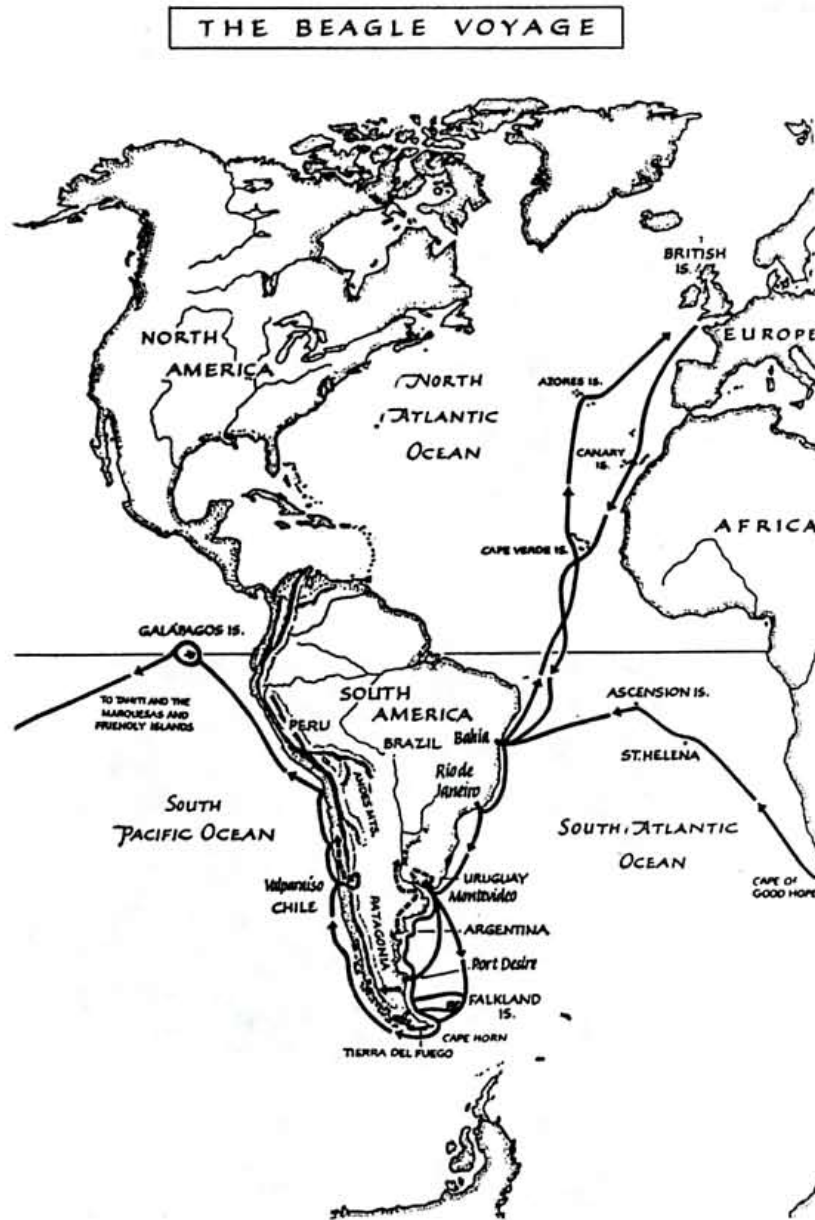 THE BEAGLE VOYAGE
BRITISH
IS.
NORTH
AMERICA
EUROPE
NORTH
ATLANTIC
OCEAN
AZORES IS.
CANARY
IS.
AFRICA
CAPE VERDE IS.
GALÁPAGOS IS.
TO TAHITI AND THE
MARQUESAS AND
FRIENDLY ISLANDS
SOUTH
AMERICA
PERU
BRAZIL
Bahia
ASCENSION IS.
ST. HELENA
Rio de
Janeiro
ANDES MTS.
SOUTH
PACIFIC OCEAN
SOUTH ATLANTIC
OCEAN
Valparaiso
CHILE
URUGUAY
Montevideo
CAPE OF
GOOD HOPE
PATAGONIA
ARGENTINA
Port Desire
FALKLAND
IS.
CAPE HORN
TIERRA DEL FUEGO